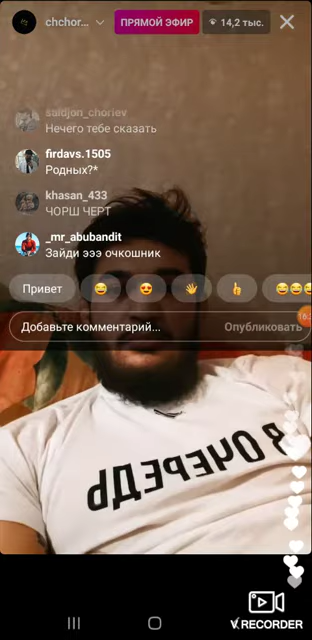 chchor...
ПРЯМОЙ ЭФИР
14,2 тыс.
saidjon_choriev
Нечего тебе сказать
firdavs.1505
Родных?*
khasan_433
ЧОРШ ЧЕРТ
_mr_abubandit
Зайди эээ очкошник
Привет
Добавьте комментарий...
Опубликовать
В ОЧЕРЕДЬ
V.RECORDER